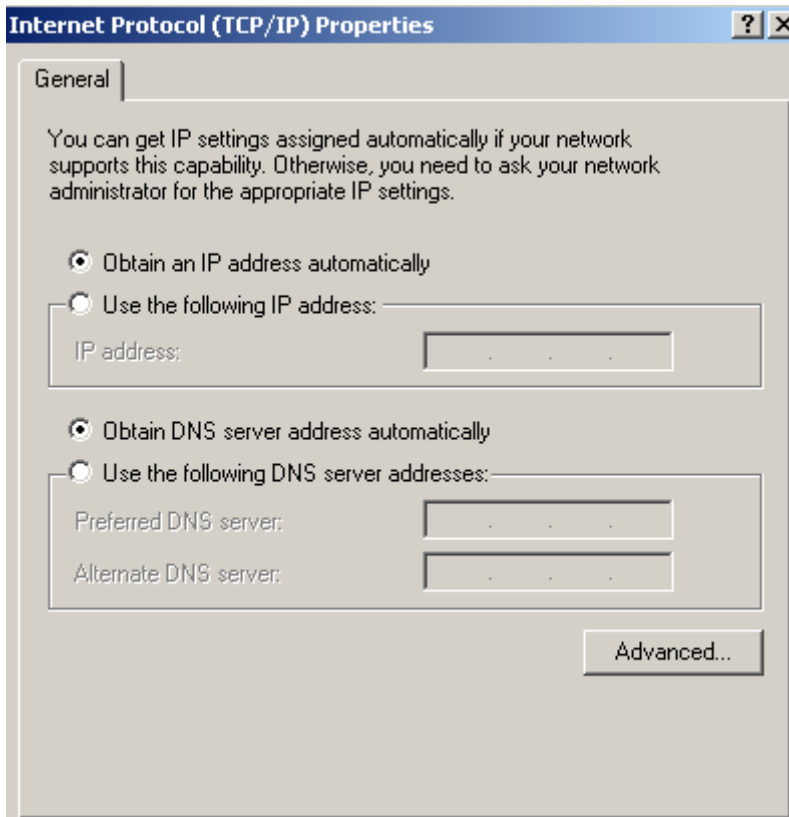 Internet Protocol (TCP/IP) Properties
General
You can get IP settings assigned automatically if your network
supports this capability. Otherwise, you need to ask your network
administrator for the appropriate IP settings.
Obtain an IP address automatically
Use the following IP address:
IP address:
Obtain DNS server address automatically
Use the following DNS server addresses:
Preferred DNS server:
Alternate DNS server:
Advanced...